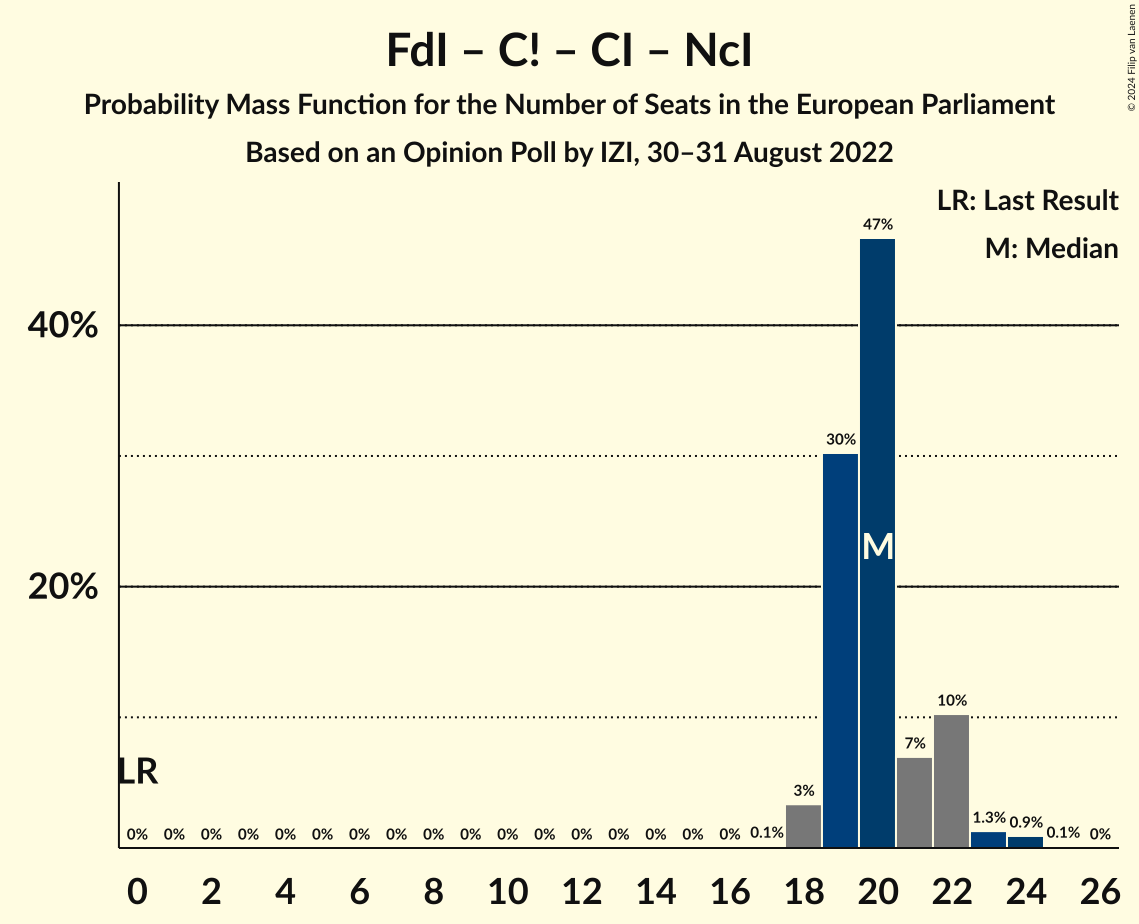 FdI – C! – CI – NcI
Probability Mass Function for the Number of Seats in the European Parliament
Based on an Opinion Poll by IZI, 30–31 August 2022
© 2024 Filip van Laenen
LR: Last Result
M: Median
40%
20%
47%
30%
M
10%
7%
LR
3%
0% 0% 0% 0% 0% 0% 0% 0% 0% 0% 0% 0% 0% 0% 0% 0% 0% 0.1% 1.3% 0.9% 0.1% 0%
0 2 4 6 8 10 12 14 16 18 20 22 24 26